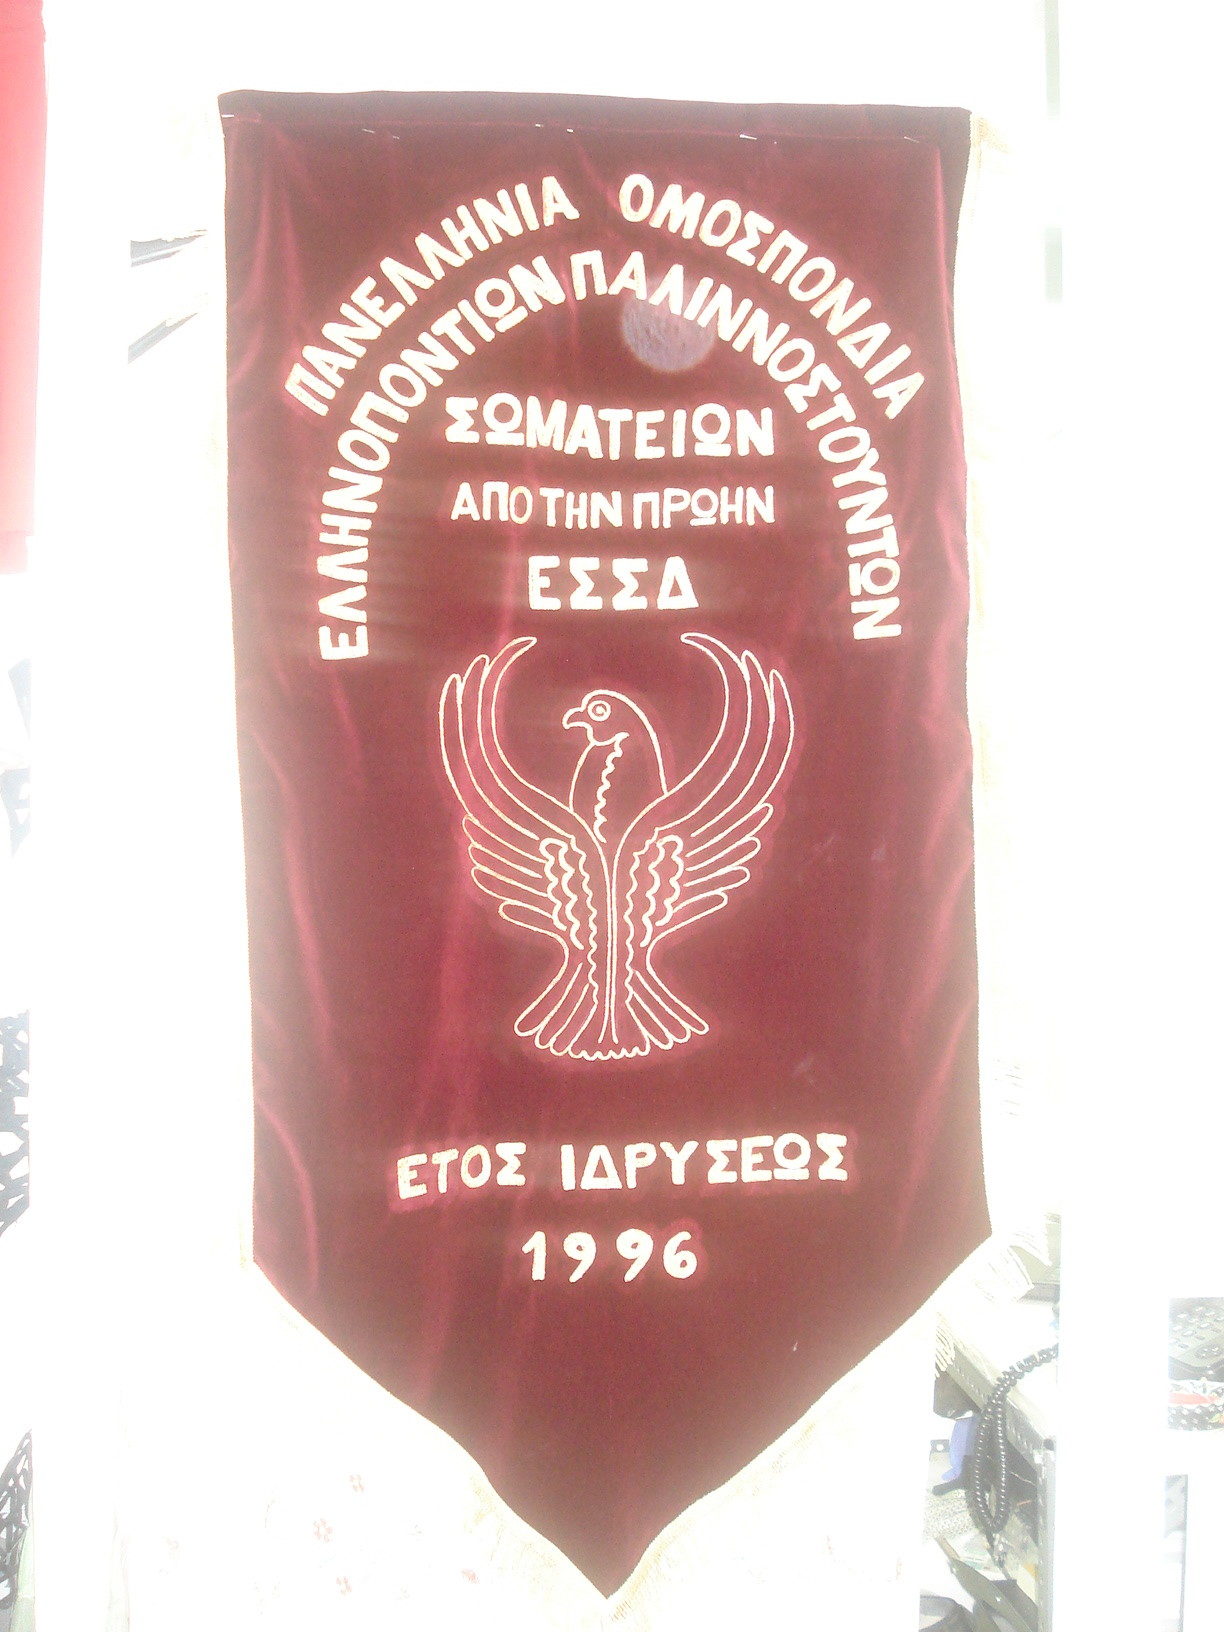 ΠΑΝΕΛΛΗΝΙΑ ΟΜΟΣΠΟΝΔΙΑ
ΕΛΛΗΝΟΠΟΝΤΙΩΝ ΠΑΛΙΝΝΟΣΤΟΥΝΤΩΝ
ΣΩΜΑΤΕΙΩΝ
ΑΠΟ ΤΗΝ ΠΡΩΗΝ
ΕΣΣΔ
ΕΤΟΣ ΙΔΡΥΣΕΩΣ
1996